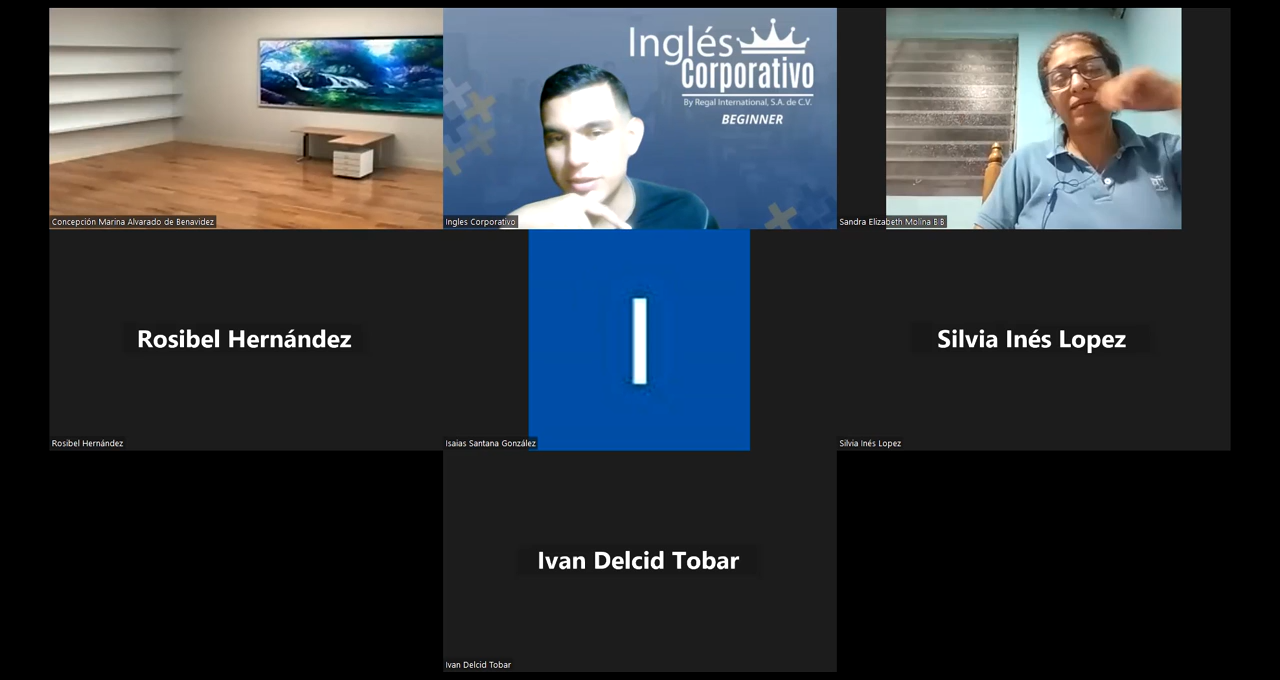 Inglés
Corporativo
By Regal International, S.A. de C.V.
BEGINNER
Concepción Marina Alvarado de Benavidez
Ingles Corporativo
Sandra Elizabeth Molina B B
Rosibel Hernández
I
Silvia Inés Lopez
Rosibel Hernández
Isaias Santana González
Silvia Inés Lopez
Ivan Delcid Tobar
Ivan Delcid Tobar